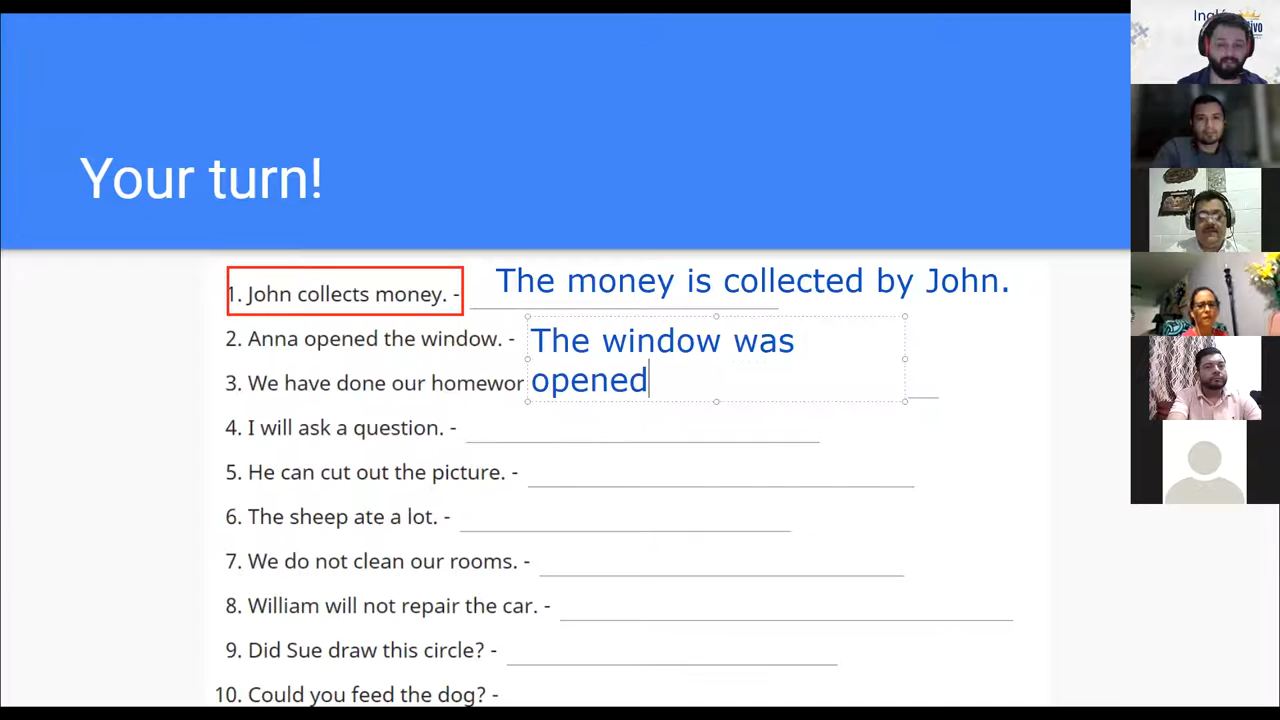 Your turn!
1. John collects money. - The money is collected by John.
2. Anna opened the window. - The window was
opened
3. We have done our homewor
4. I will ask a question. -
5. He can cut out the picture. -
6. The sheep ate a lot. -
7. We do not clean our rooms. -
8. William will not repair the car. -
9. Did Sue draw this circle? -
10. Could you feed the dog? -